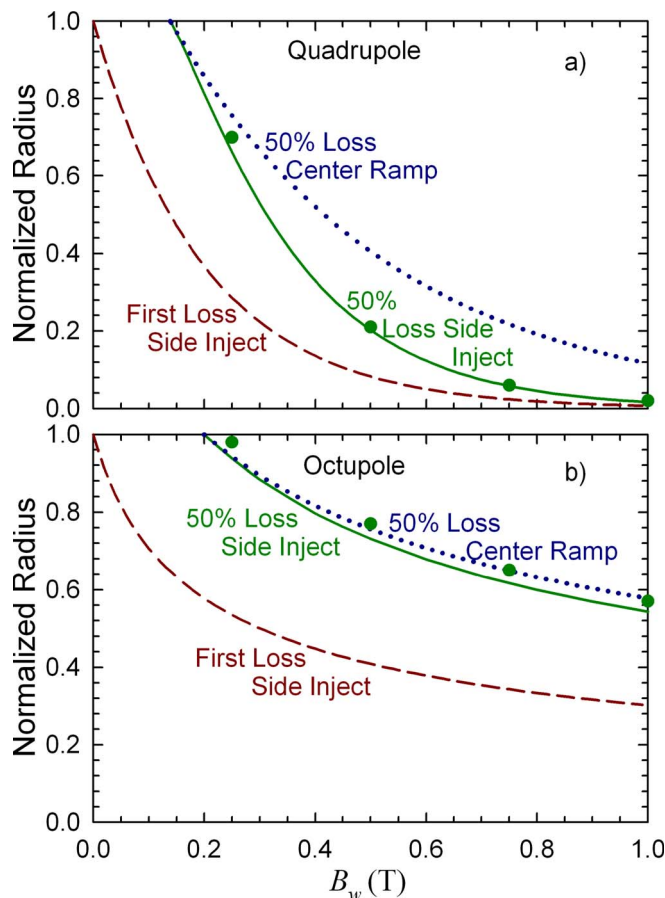 1.0
0.8
0.6
0.4
0.2
0.0
Normalized Radius
Quadrupole
a)
50% Loss
Center Ramp
First Loss
Side Inject
50%
Loss Side
Inject
1.0
0.8
0.6
0.4
0.2
0.0
Normalized Radius
Octupole
b)
50% Loss
Side Inject
50% Loss
Center Ramp
First Loss
Side Inject
0.0 0.2 0.4 0.6 0.8 1.0
B_w (T)